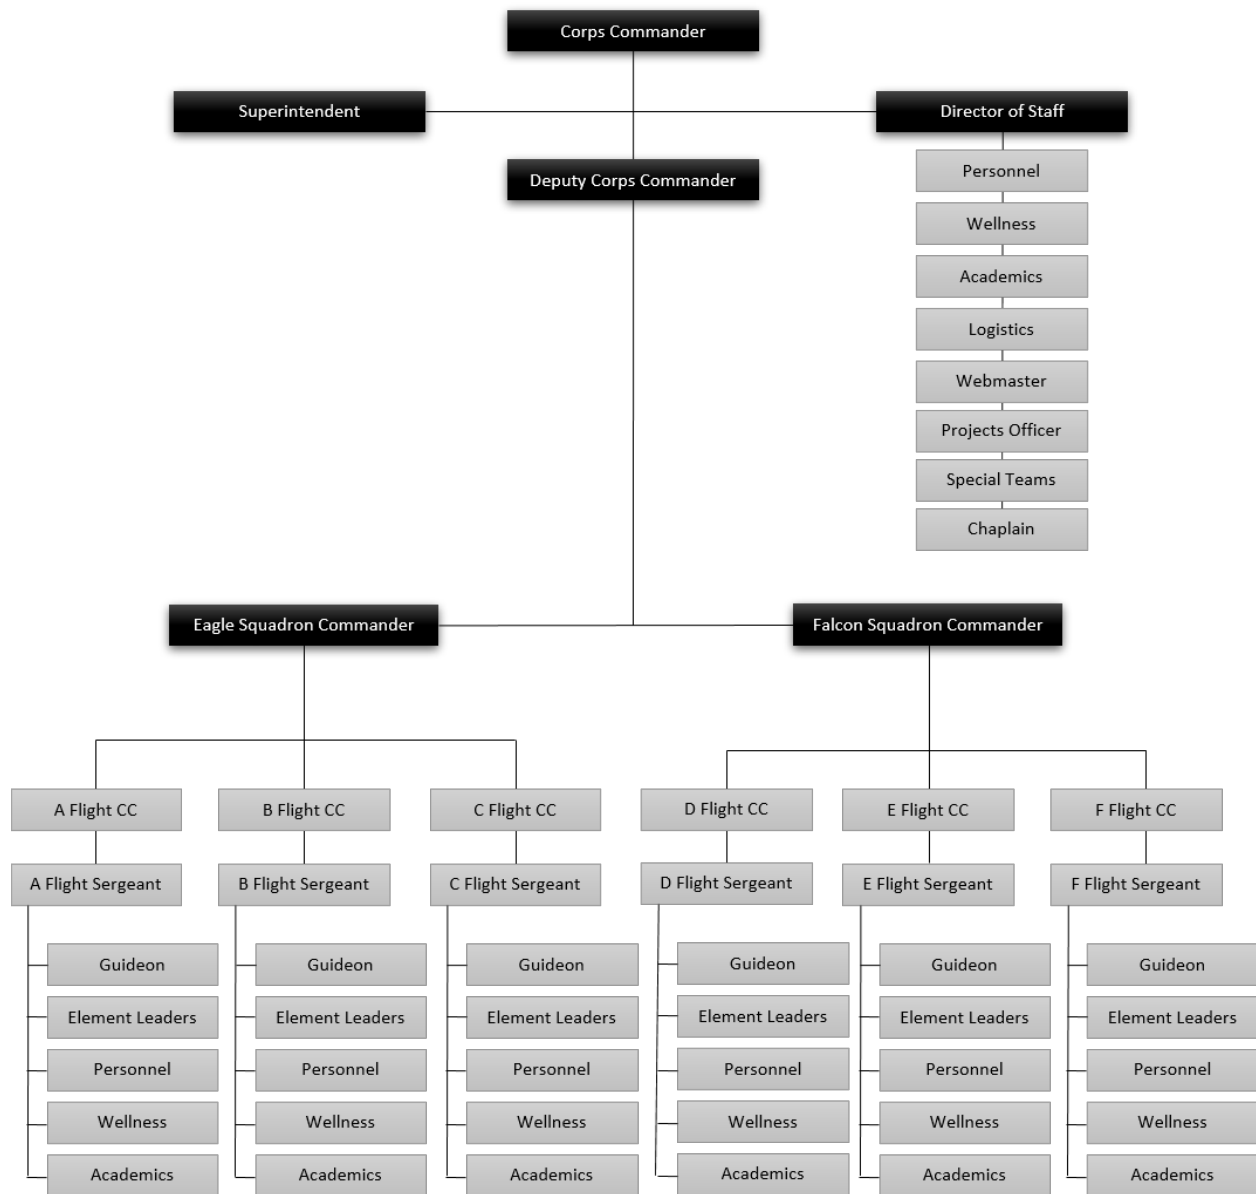 Corps Commander
Superintendent
Director of Staff
Deputy Corps Commander
Personnel
Wellness
Academics
Logistics
Webmaster
Projects Officer
Special Teams
Chaplain
Eagle Squadron Commander
Falcon Squadron Commander
A Flight CC
B Flight CC
C Flight CC
D Flight CC
E Flight CC
F Flight CC
A Flight Sergeant
B Flight Sergeant
C Flight Sergeant
D Flight Sergeant
E Flight Sergeant
F Flight Sergeant
Guideon
Guideon
Guideon
Guideon
Guideon
Guideon
Element Leaders
Element Leaders
Element Leaders
Element Leaders
Element Leaders
Element Leaders
Personnel
Personnel
Personnel
Personnel
Personnel
Personnel
Wellness
Wellness
Wellness
Wellness
Wellness
Wellness
Academics
Academics
Academics
Academics
Academics
Academics